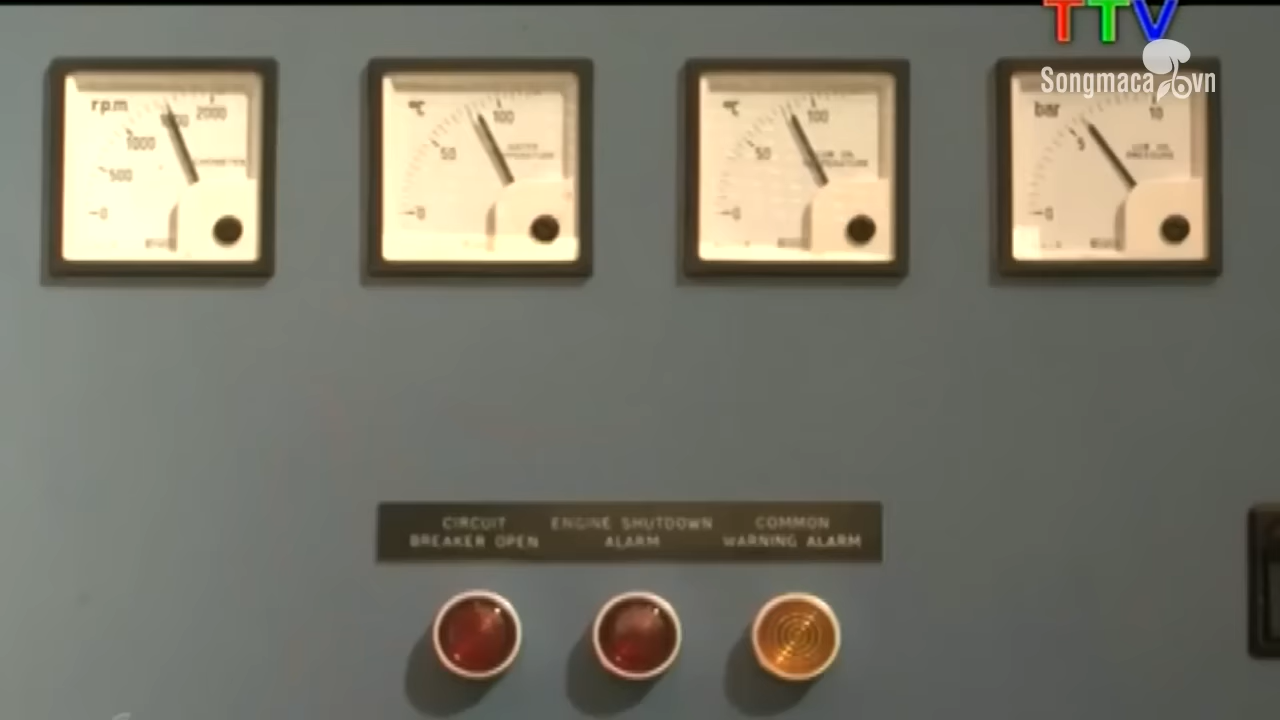 TTV
Songmaca.vn
rpm
2000
1000
500
0
°C
100
50
0
°C
100
50
0
bar
10
5
0
CIRCUIT
BREAKER OPEN
ENGINE SHUTDOWN
ALARM
COMMON
WARNING ALARM